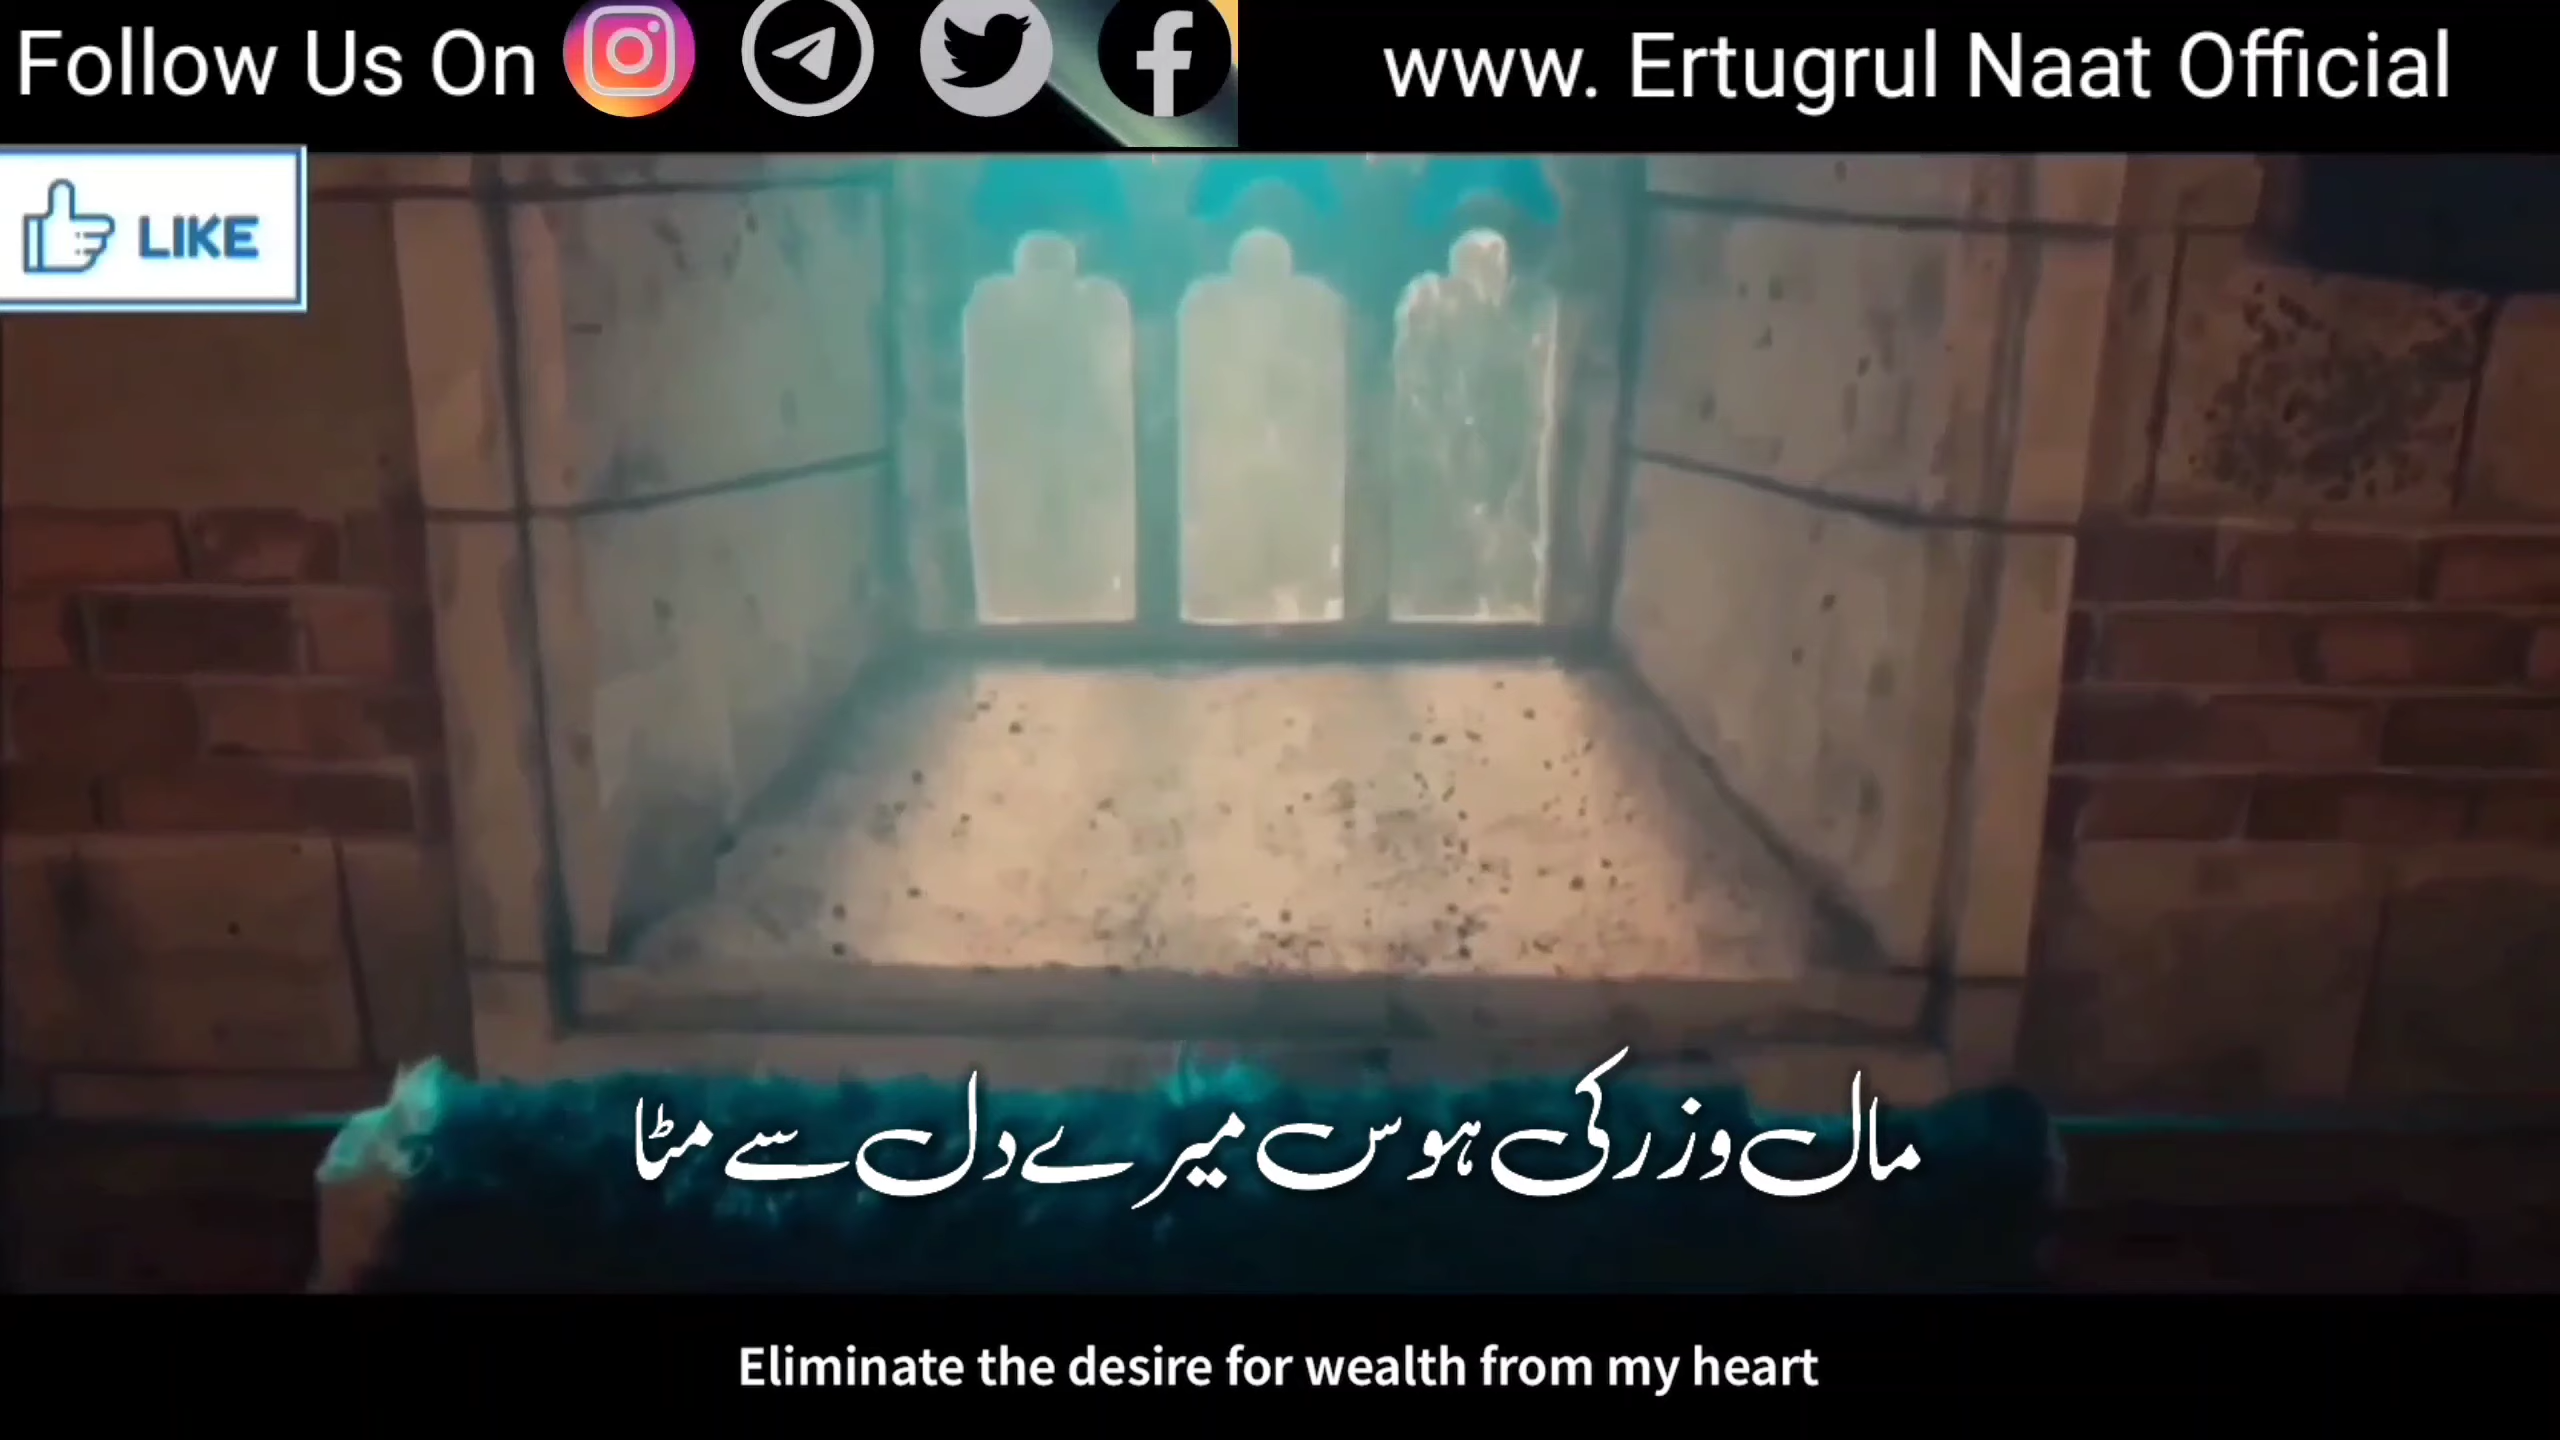 Follow Us On
www. Ertugrul Naat Official
LIKE
مال و زر کی ہوس میرے دل سے مٹا
Eliminate the desire for wealth from my heart